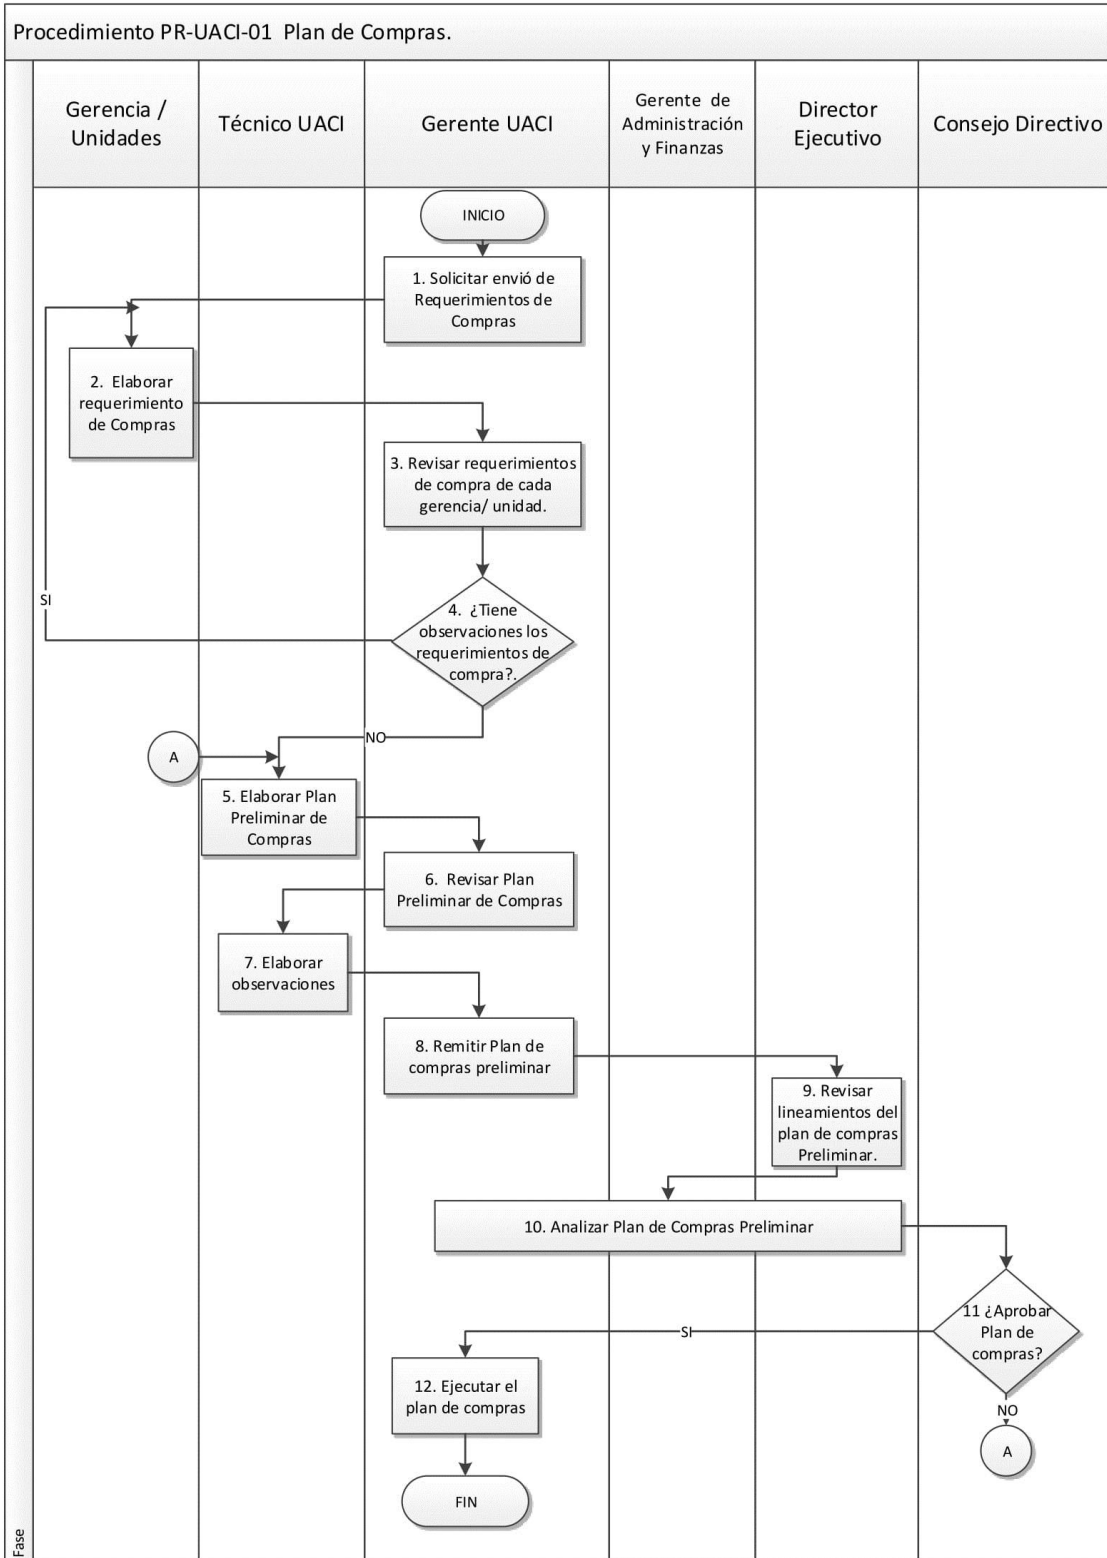 Procedimiento PR-UACI-01  Plan de Compras.
Gerencia /
Unidades
Técnico UACI
Gerente UACI
Gerente  de
Administración
y Finanzas
Director
Ejecutivo
Consejo Directivo
INICIO
1. Solicitar envió de
Requerimientos de
Compras
2.  Elaborar
requerimiento
de Compras
3. Revisar requerimientos
de compra de cada
gerencia/ unidad.
SI
4.  ¿Tiene
observaciones los
requerimientos de
compra?.
NO
A
5. Elaborar Plan
Preliminar de
Compras
6.  Revisar Plan
Preliminar de Compras
7. Elaborar
observaciones
8. Remitir Plan de
compras preliminar
9. Revisar
lineamientos del
plan de compras
Preliminar.
10. Analizar Plan de Compras Preliminar
11 ¿Aprobar
Plan de
compras?
SI
12. Ejecutar el
plan de compras
NO
A
FIN
Fase